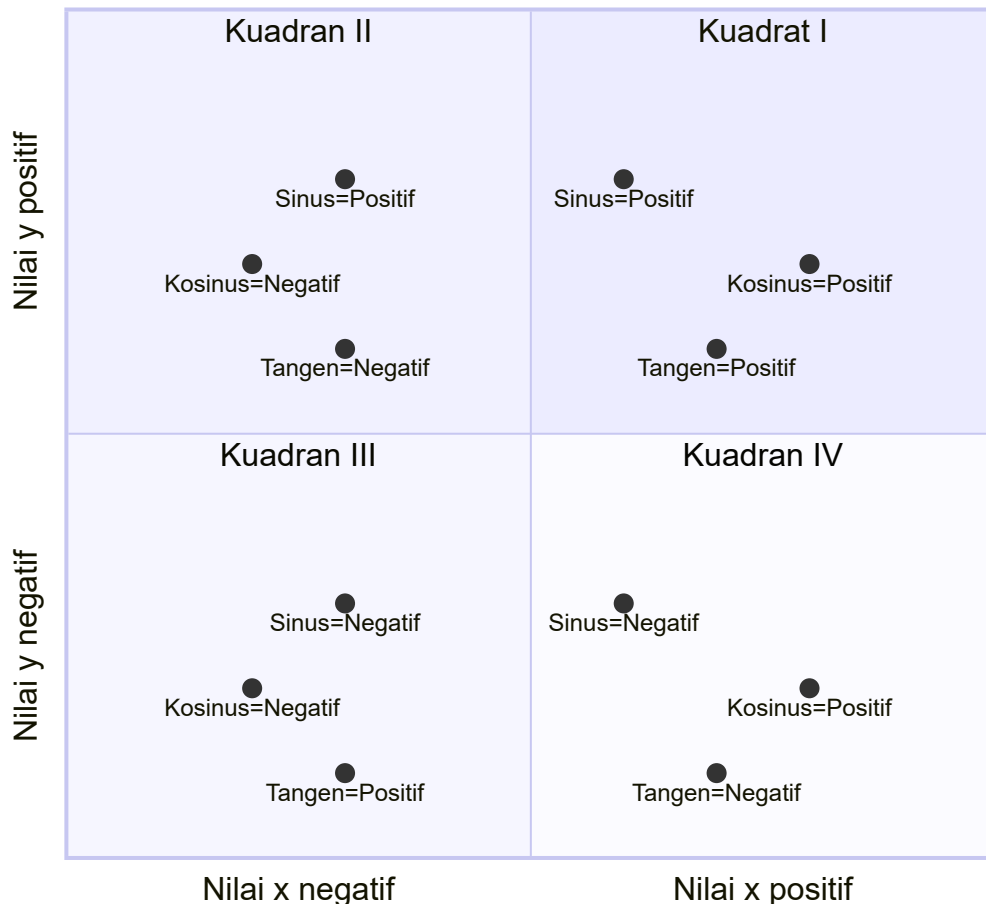 Kuadran II
Kuadrat I
Nilai y positif
Sinus=Positif
Sinus=Positif
Kosinus=Negatif
Kosinus=Positif
Tangen=Negatif
Tangen=Positif
Kuadran III
Kuadran IV
Nilai y negatif
Sinus=Negatif
Sinus=Negatif
Kosinus=Negatif
Kosinus=Positif
Tangen=Positif
Tangen=Negatif
Nilai x negatif
Nilai x positif